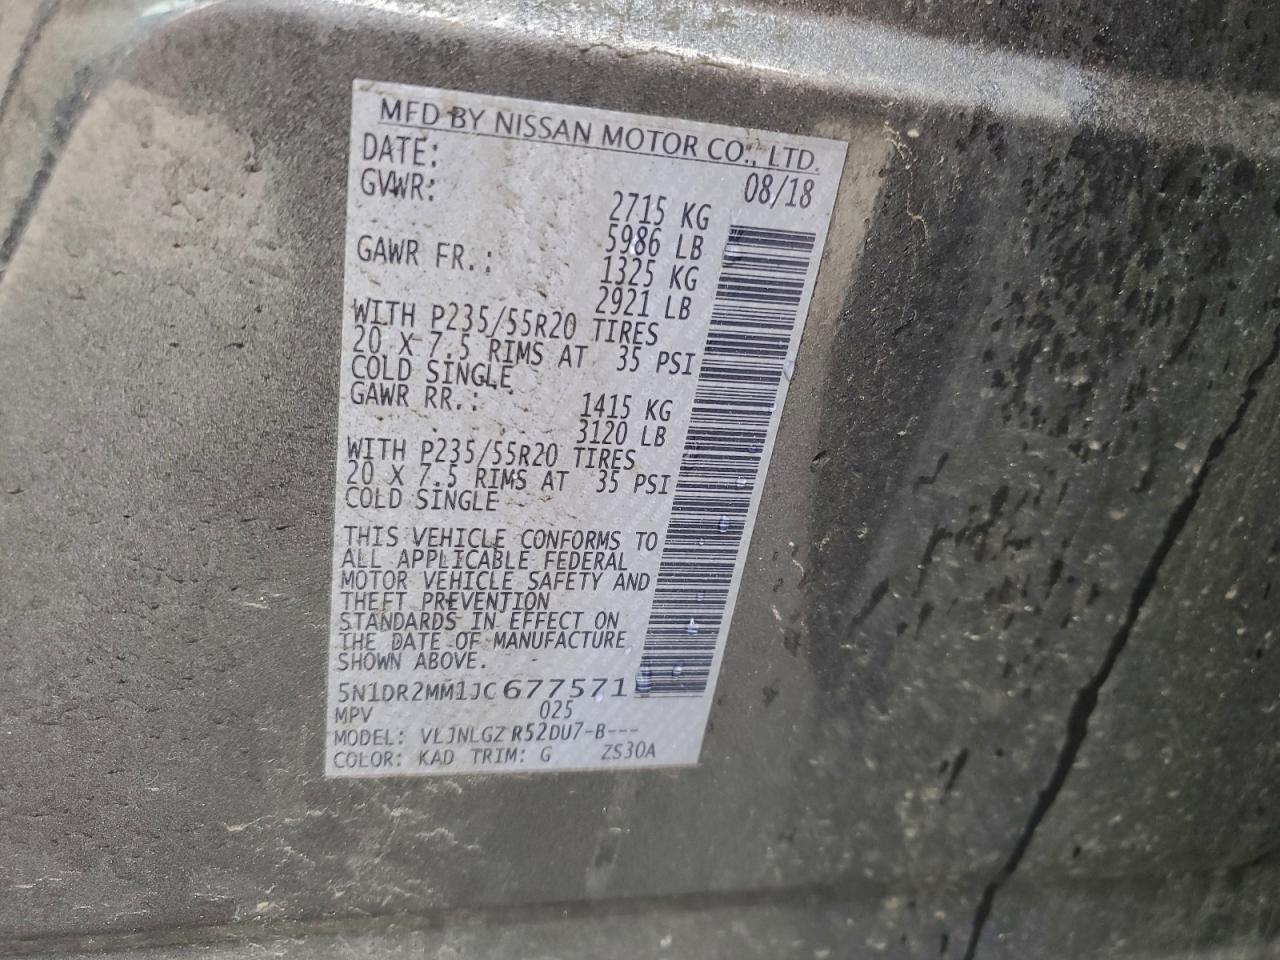 MFD BY NISSAN MOTOR CO., LTD.
DATE: 08/18
GVWR: 2715 KG
5986 LB
GAWR FR.: 1325 KG
2921 LB
WITH P235/55R20 TIRES
20 X 7.5 RIMS AT 35 PSI
COLD SINGLE
GAWR RR.: 1415 KG
3120 LB
WITH P235/55R20 TIRES
20 X 7.5 RIMS AT 35 PSI
COLD SINGLE
THIS VEHICLE CONFORMS TO
ALL APPLICABLE FEDERAL
MOTOR VEHICLE SAFETY AND
THEFT PREVENTION
STANDARDS IN EFFECT ON
THE DATE OF MANUFACTURE
SHOWN ABOVE.
5N1DR2MM1JC677571
MPV 025
MODEL: VLJNLGZ R52DU7-B---
COLOR: KAD TRIM: G ZS30A